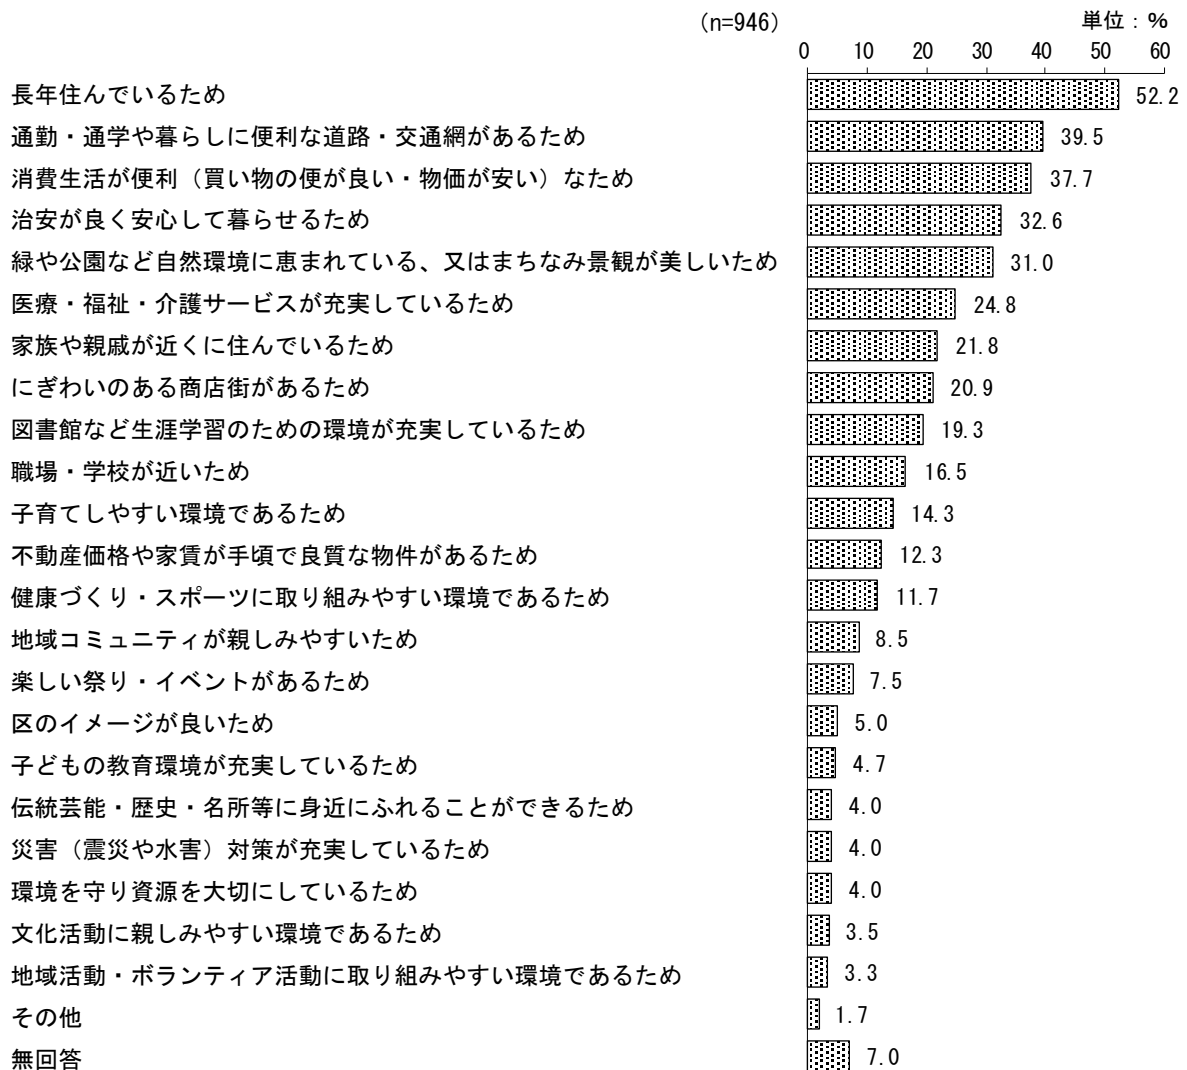 (n=946)
単位：%
0 10 20 30 40 50 60
長年住んでいるため 52.2
通勤・通学や暮らしに便利な道路・交通網があるため 39.5
消費生活が便利（買い物の便が良い・物価が安い）なため 37.7
治安が良く安心して暮らせるため 32.6
緑や公園など自然環境に恵まれている、又はまちなみ景観が美しいため 31.0
医療・福祉・介護サービスが充実しているため 24.8
家族や親戚が近くに住んでいるため 21.8
にぎわいのある商店街があるため 20.9
図書館など生涯学習のための環境が充実しているため 19.3
職場・学校が近いため 16.5
子育てしやすい環境であるため 14.3
不動産価格や家賃が手頃で良質な物件があるため 12.3
健康づくり・スポーツに取り組みやすい環境であるため 11.7
地域コミュニティが親しみやすいため 8.5
楽しい祭り・イベントがあるため 7.5
区のイメージが良いため 5.0
子どもの教育環境が充実しているため 4.7
伝統芸能・歴史・名所等に身近にふれることができるため 4.0
災害（震災や水害）対策が充実しているため 4.0
環境を守り資源を大切にしているため 4.0
文化活動に親しみやすい環境であるため 3.5
地域活動・ボランティア活動に取り組みやすい環境であるため 3.3
その他 1.7
無回答 7.0